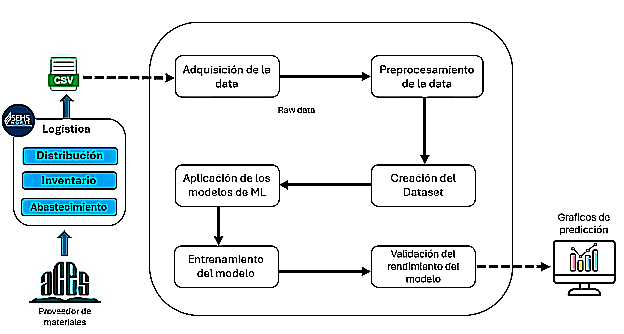 CSV
SEHS
Logística
Distribución
Inventario
Abastecimiento
aces
Proveedor de
materiales
Adquisición de la
data
Raw data
Preprocesamiento
de la data
Creación del
Dataset
Aplicación de los
modelos de ML
Entrenamiento
del modelo
Validación del
rendimiento del
modelo
Graficos de
predicción